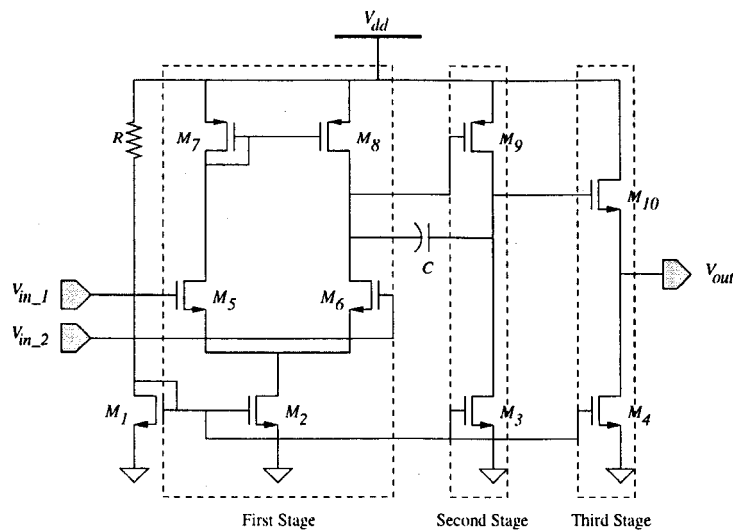 V_dd
R
M_7
M_8
M_9
M_10
C
V_in_1
M_5
M_6
V_out
V_in_2
M_1
M_2
M_3
M_4
First Stage
Second Stage
Third Stage